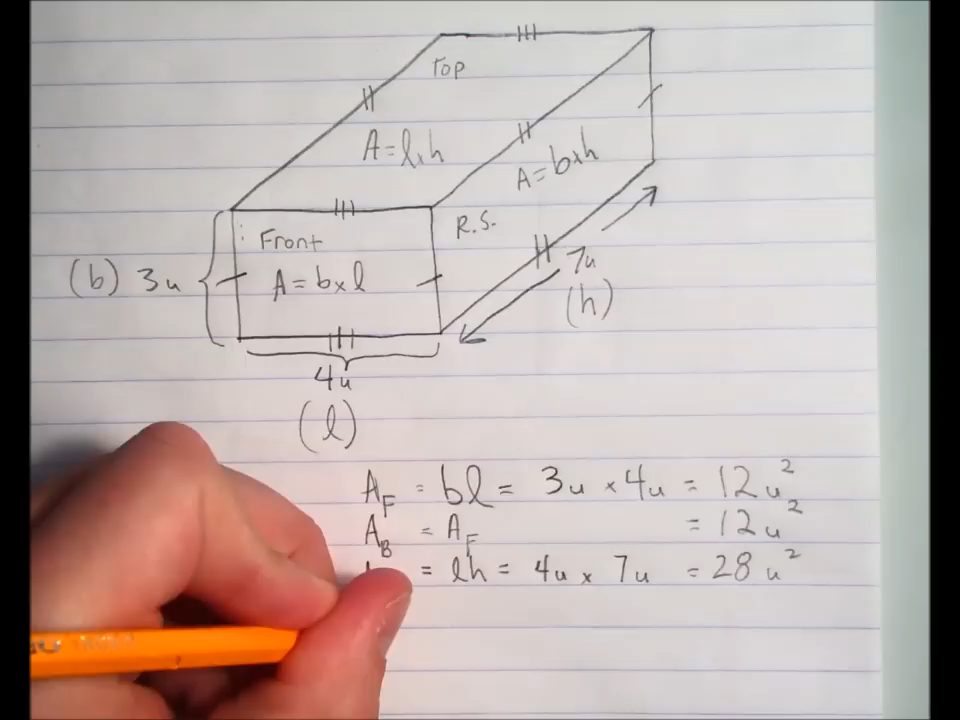 Top
A = l x h
A = b x h
R.S.
Front
(b) 3u
A = b x l
7u
(h)
4u
(l)
A_F = bl = 3u x 4u = 12u²
A_B = A_F = 12u²
= lh = 4u x 7u = 28u²